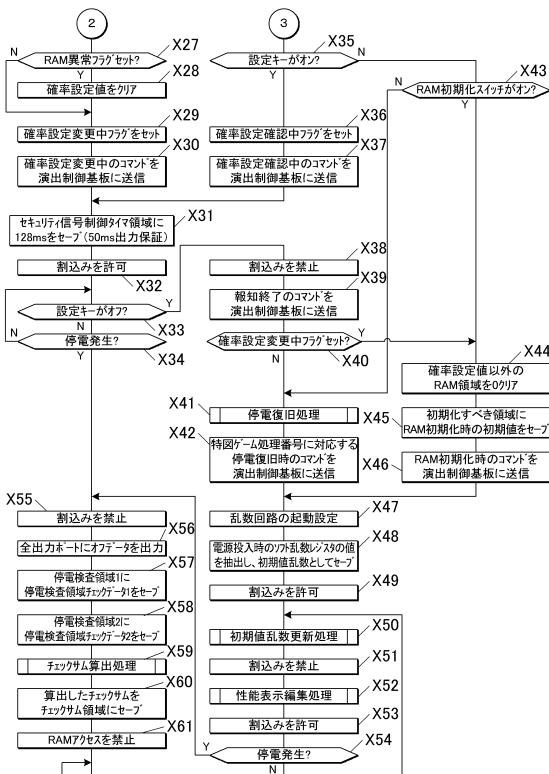 2
RAM異常フラグセット?
X27
N
Y
X28
確率設定値をクリア
X29
確率設定変更中フラグをセット
X30
確率設定変更中のコマンドを
演出制御基板に送信
X31
セキュリティ信号制御タイマ領域に
128msをセーブ(50ms出力保証)
割込みを許可
X32
設定キーがオフ?
Y
X33
N
N
停電発生?
X34
Y
3
X35
設定キーがオン?
N
Y
X36
確率設定確認中フラグをセット
X37
確率設定確認中のコマンドを
演出制御基板に送信
X38
割込みを禁止
X39
報知終了のコマンドを
演出制御基板に送信
確率設定変更中フラグセット?
Y
X40
N
X43
N
RAM初期化スイッチがオン?
Y
X44
確率設定値以外の
RAM領域を0クリア
X45
初期化すべき領域に
RAM初期化時の初期値をセーブ
X46
RAM初期化時のコマンドを
演出制御基板に送信
X41
停電復旧処理
X42
特図ゲーム処理番号に対応する
停電復旧時のコマンドを
演出制御基板に送信
X47
乱数回路の起動設定
X48
電源投入時のソフト乱数レジスタの値
を抽出し、初期値乱数としてセーブ
X49
割込みを許可
X50
初期値乱数更新処理
X51
割込みを禁止
X52
性能表示編集処理
X53
割込みを許可
X54
Y
停電発生?
N
X55
割込みを禁止
X56
全出力ポートにオフデータを出力
X57
停電検査領域1に
停電検査領域チェックデータ1をセーブ
X58
停電検査領域2に
停電検査領域チェックデータ2をセーブ
X59
チェックサム算出処理
X60
算出したチェックサムを
チェックサム領域にセーブ
X61
RAMアクセスを禁止